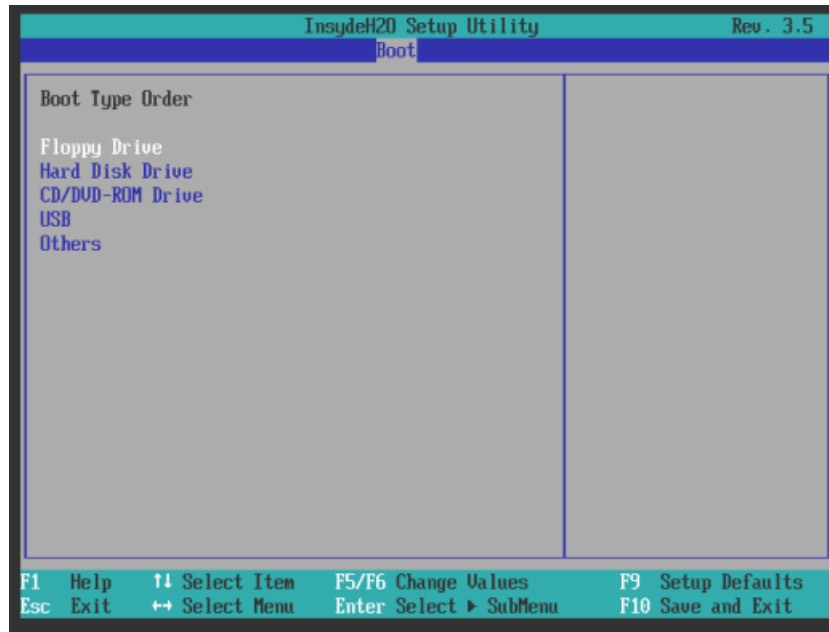 InsydeH2O Setup Utility Rev. 3.5
Boot
Boot Type Order
Floppy Drive
Hard Disk Drive
CD/DVD-ROM Drive
USB
Others
F1 Help ↑↓ Select Item F5/F6 Change Values F9 Setup Defaults
Esc Exit ↔ Select Menu Enter Select ▶ SubMenu F10 Save and Exit